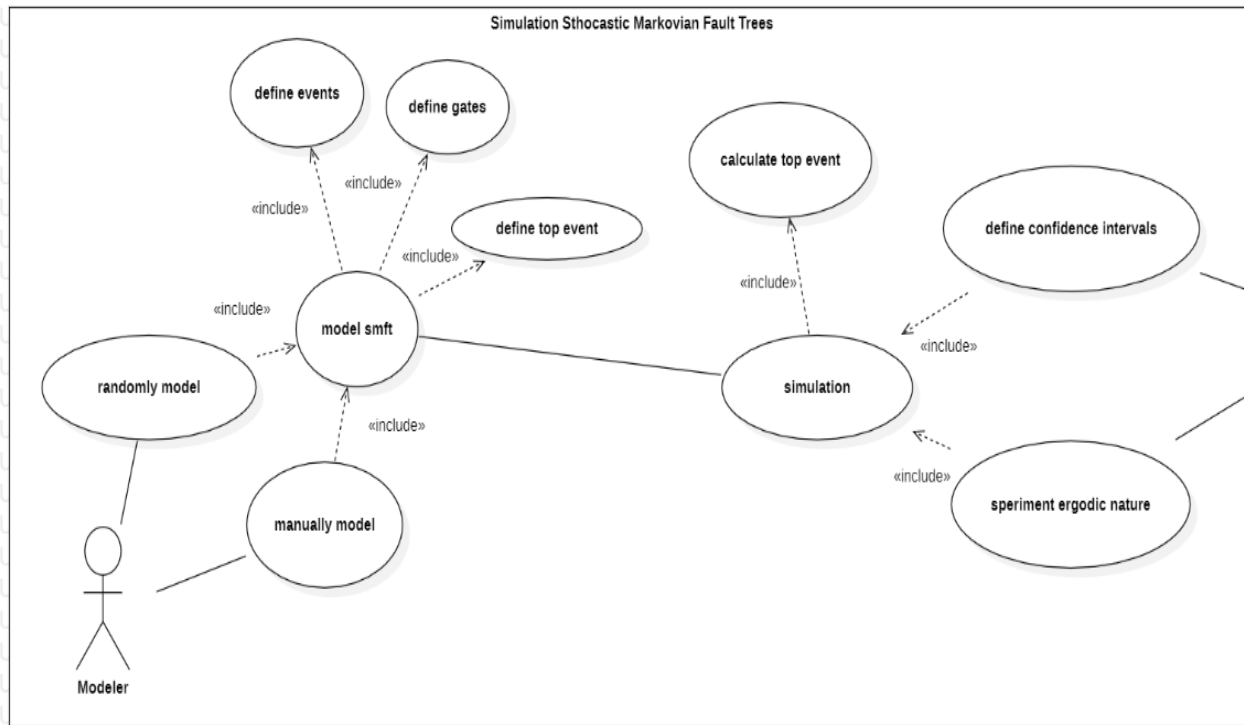 Simulation Sthocastic Markovian Fault Trees
define events
define gates
calculate top event
«include»
«include»
define top event
define confidence intervals
«include»
«include»
«include»
model smft
«include»
randomly model
simulation
«include»
«include»
manually model
speriment ergodic nature
Modeler